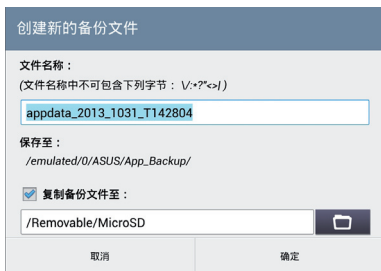 创建新的备份文件
文件名称：
(文件名称中不可包含下列字节： \/:*?"<>| )
appdata_2013_1031_T142804
保存至：
/emulated/0/ASUS/App_Backup/
复制备份文件至：
/Removable/MicroSD
取消
确定